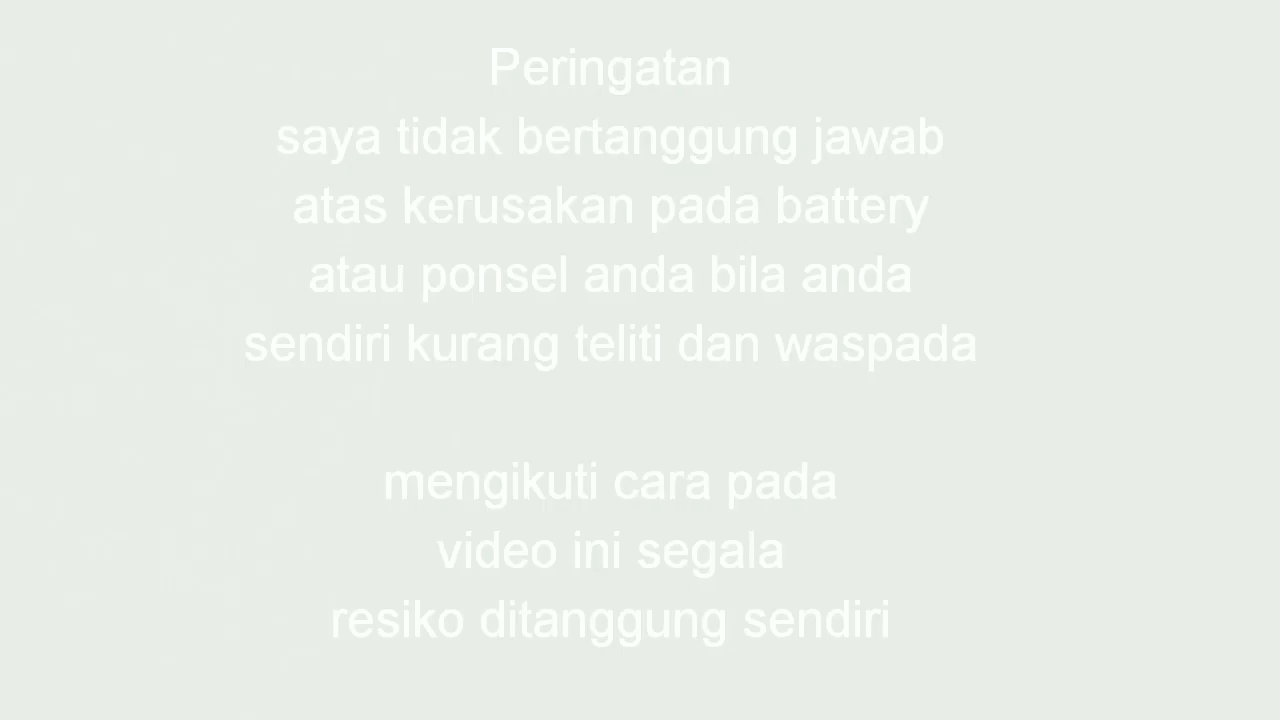 Peringatan
saya tidak bertanggung jawab
atas kerusakan pada battery
atau ponsel anda bila anda
sendiri kurang teliti dan waspada
mengikuti cara pada
video ini segala
resiko ditanggung sendiri